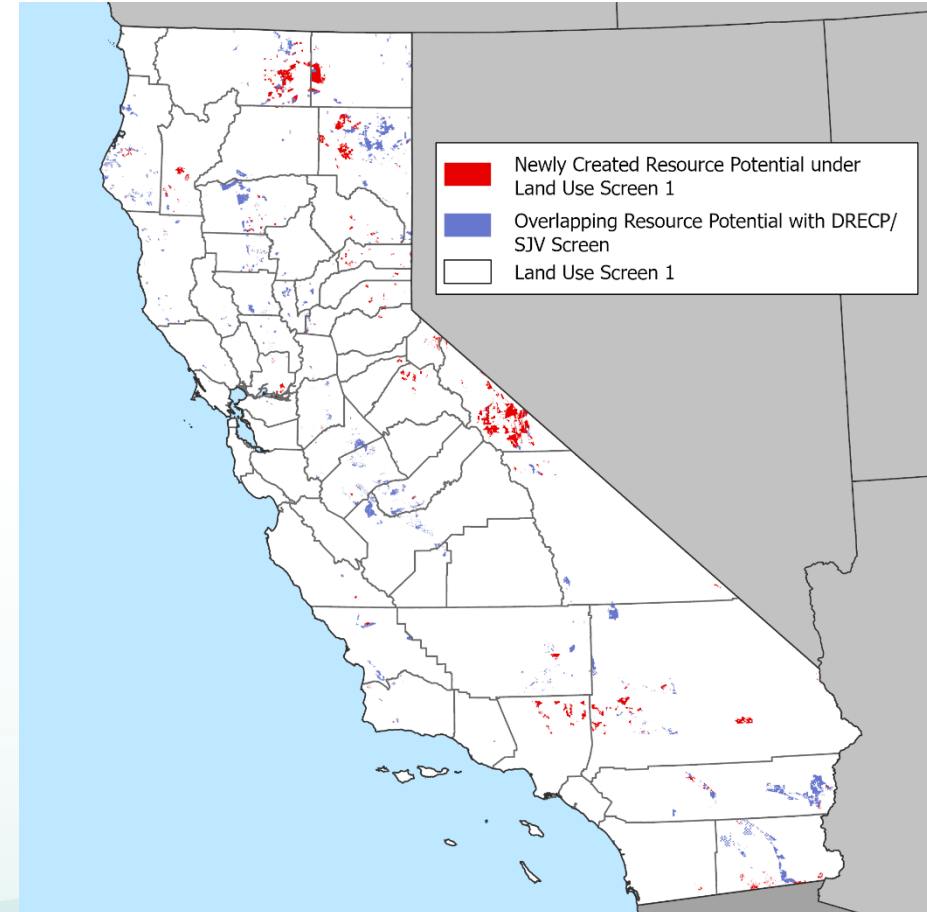 Newly Created Resource Potential under
Land Use Screen 1
Overlapping Resource Potential with DRECP/
SJV Screen
Land Use Screen 1